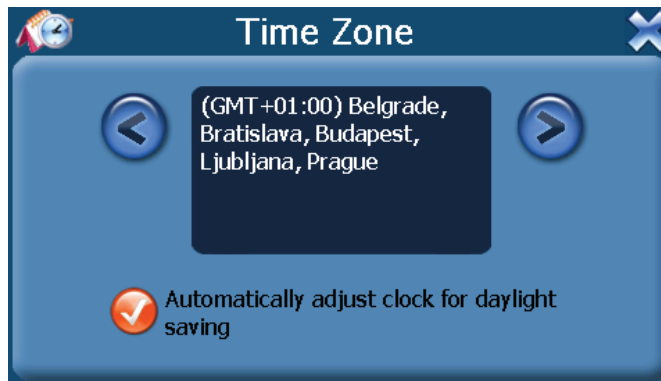 Time Zone
(GMT+01:00) Belgrade,
Bratislava, Budapest,
Ljubljana, Prague
Automatically adjust clock for daylight
saving